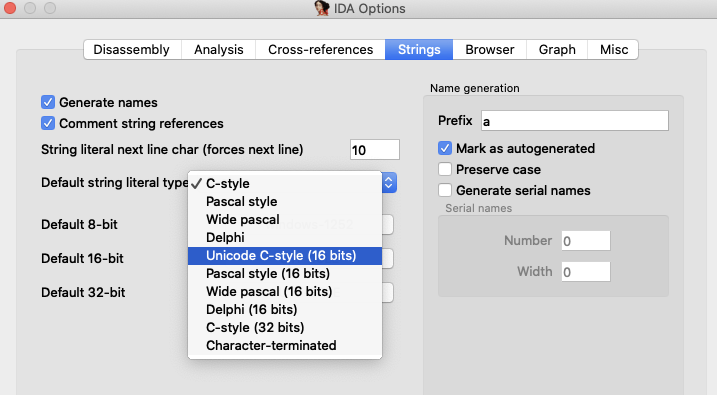 IDA Options
Disassembly Analysis Cross-references Strings Browser Graph Misc
Generate names
Comment string references
String literal next line char (forces next line) 10
Default string literal type
C-style
Pascal style
Wide pascal
Delphi
Unicode C-style (16 bits)
Pascal style (16 bits)
Wide pascal (16 bits)
Delphi (16 bits)
C-style (32 bits)
Character-terminated
Default 8-bit
Default 16-bit
Default 32-bit
Name generation
Prefix a
Mark as autogenerated
Preserve case
Generate serial names
Serial names
Number 0
Width 0